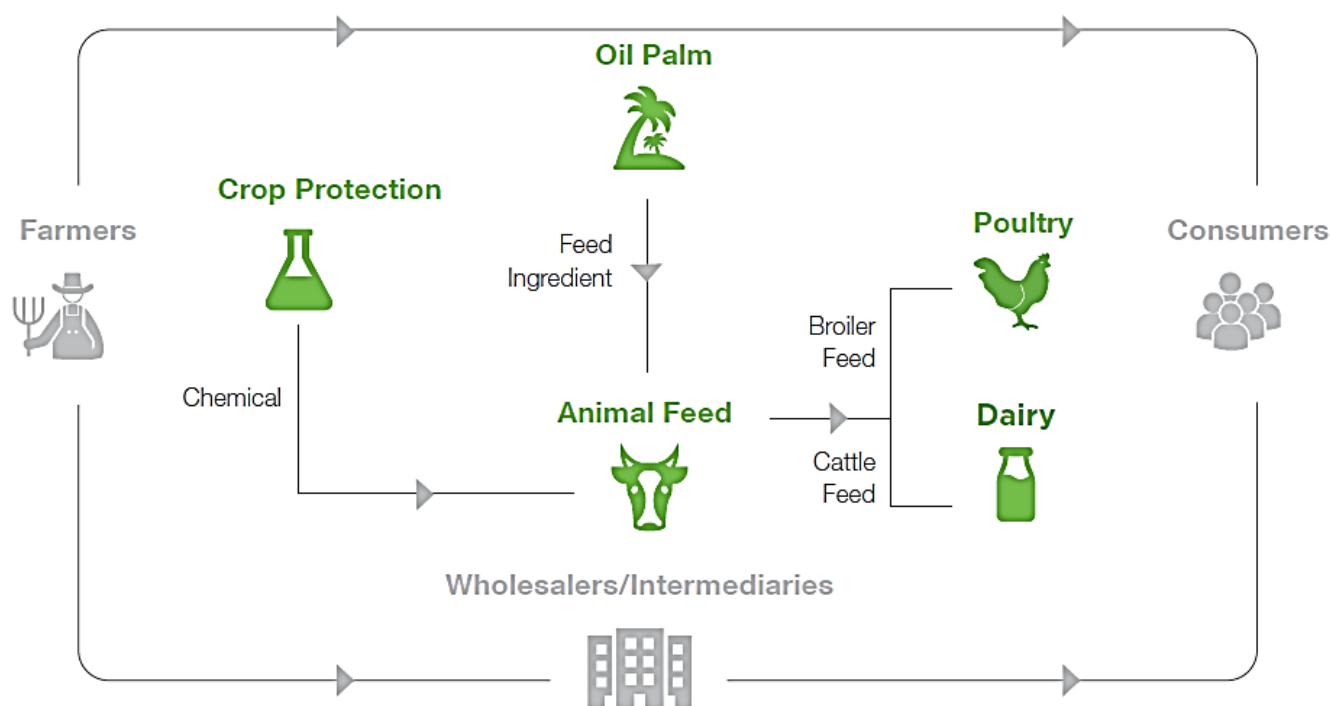 Oil Palm
Crop Protection
Farmers
Feed
Ingredient
Poultry
Consumers
Broiler
Feed
Chemical
Animal Feed
Dairy
Cattle
Feed
Wholesalers/Intermediaries